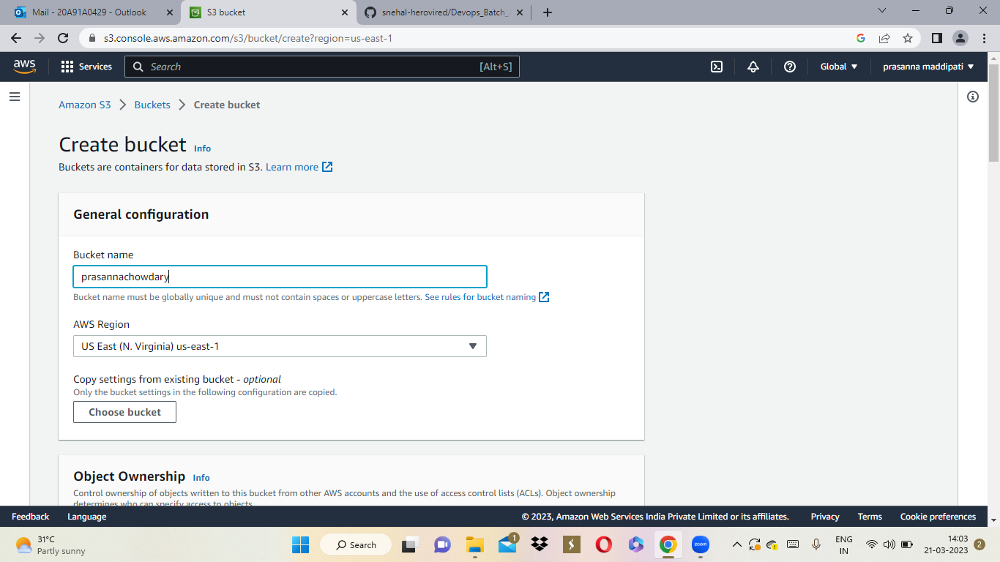 Mail - 20A91A0429 - Outlook
S3 bucket
snehal-herovired/Devops_Batch_
s3.console.aws.amazon.com/s3/bucket/create?region=us-east-1
aws
Services
Search
[Alt+S]
Global
prasanna maddipati
Amazon S3 > Buckets > Create bucket
Create bucket Info
Buckets are containers for data stored in S3. Learn more
General configuration
Bucket name
prasannachowdary
Bucket name must be globally unique and must not contain spaces or uppercase letters. See rules for bucket naming
AWS Region
US East (N. Virginia) us-east-1
Copy settings from existing bucket - optional
Only the bucket settings in the following configuration are copied.
Choose bucket
Object Ownership Info
Control ownership of objects written to this bucket from other AWS accounts and the use of access control lists (ACLs). Object ownership
determines who can specify access to objects.
Feedback
Language
© 2023, Amazon Web Services India Private Limited or its affiliates.
Privacy
Terms
Cookie preferences
31°C
Partly sunny
Search
1
zoom
ENG
IN
14:03
21-03-2023
2